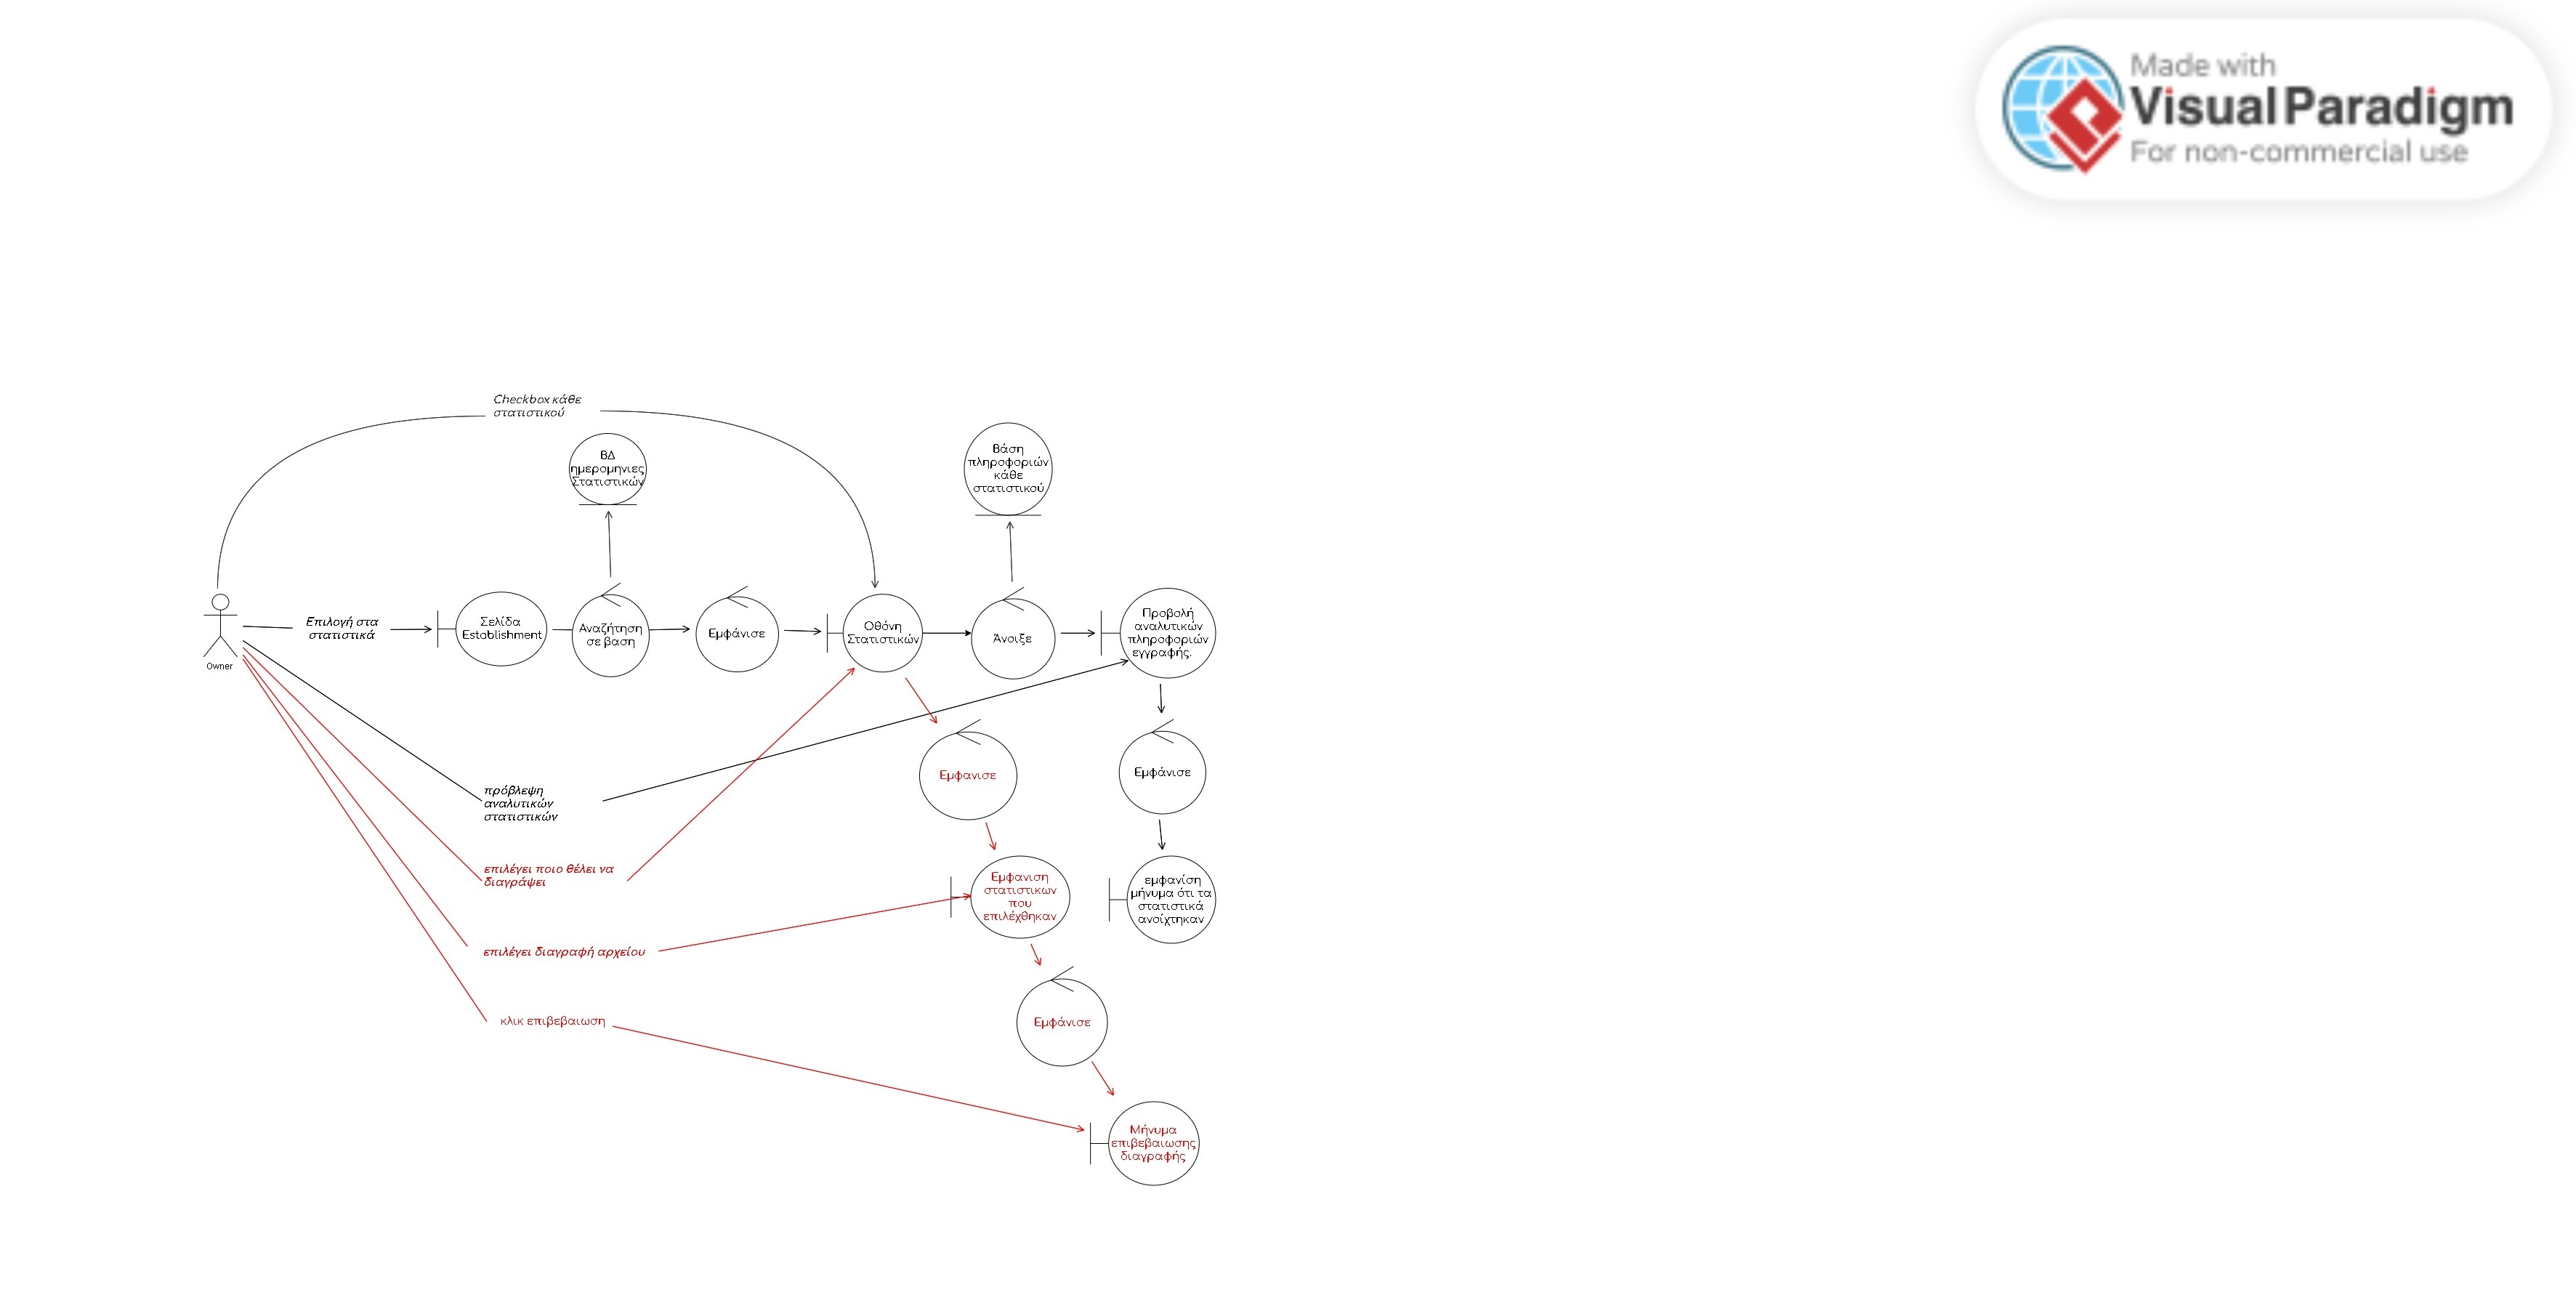 Made with
Visual Paradigm
For non-commercial use
Checkbox κάθε
στατιστικού
ΒΔ
ημερομηνιες
Στατιστικών
Βάση
πληροφοριών
κάθε
στατιστικού
Owner
Επιλογή στα
στατιστικά
Σελίδα
Establishment
Αναζήτηση
σε βαση
Εμφάνισε
Οθόνη
Στατιστικών
Άνοιξε
Προβολή
αναλυτικών
πληροφοριών
εγγραφής.
Εμφανισε
Εμφάνισε
πρόβλεψη
αναλυτικών
στατιστικών
επιλέγει ποιο θέλει να
διαγράψει
Εμφανιση
στατιστικων
που
επιλέχθηκαν
εμφανίση
μήνυμα ότι τα
στατιστικά
ανοίχτηκαν
επιλέγει διαγραφή αρχείου
κλικ επιβεβαιωση
Εμφάνισε
Μήνυμα
επιβεβαιωσης
διαγραφής